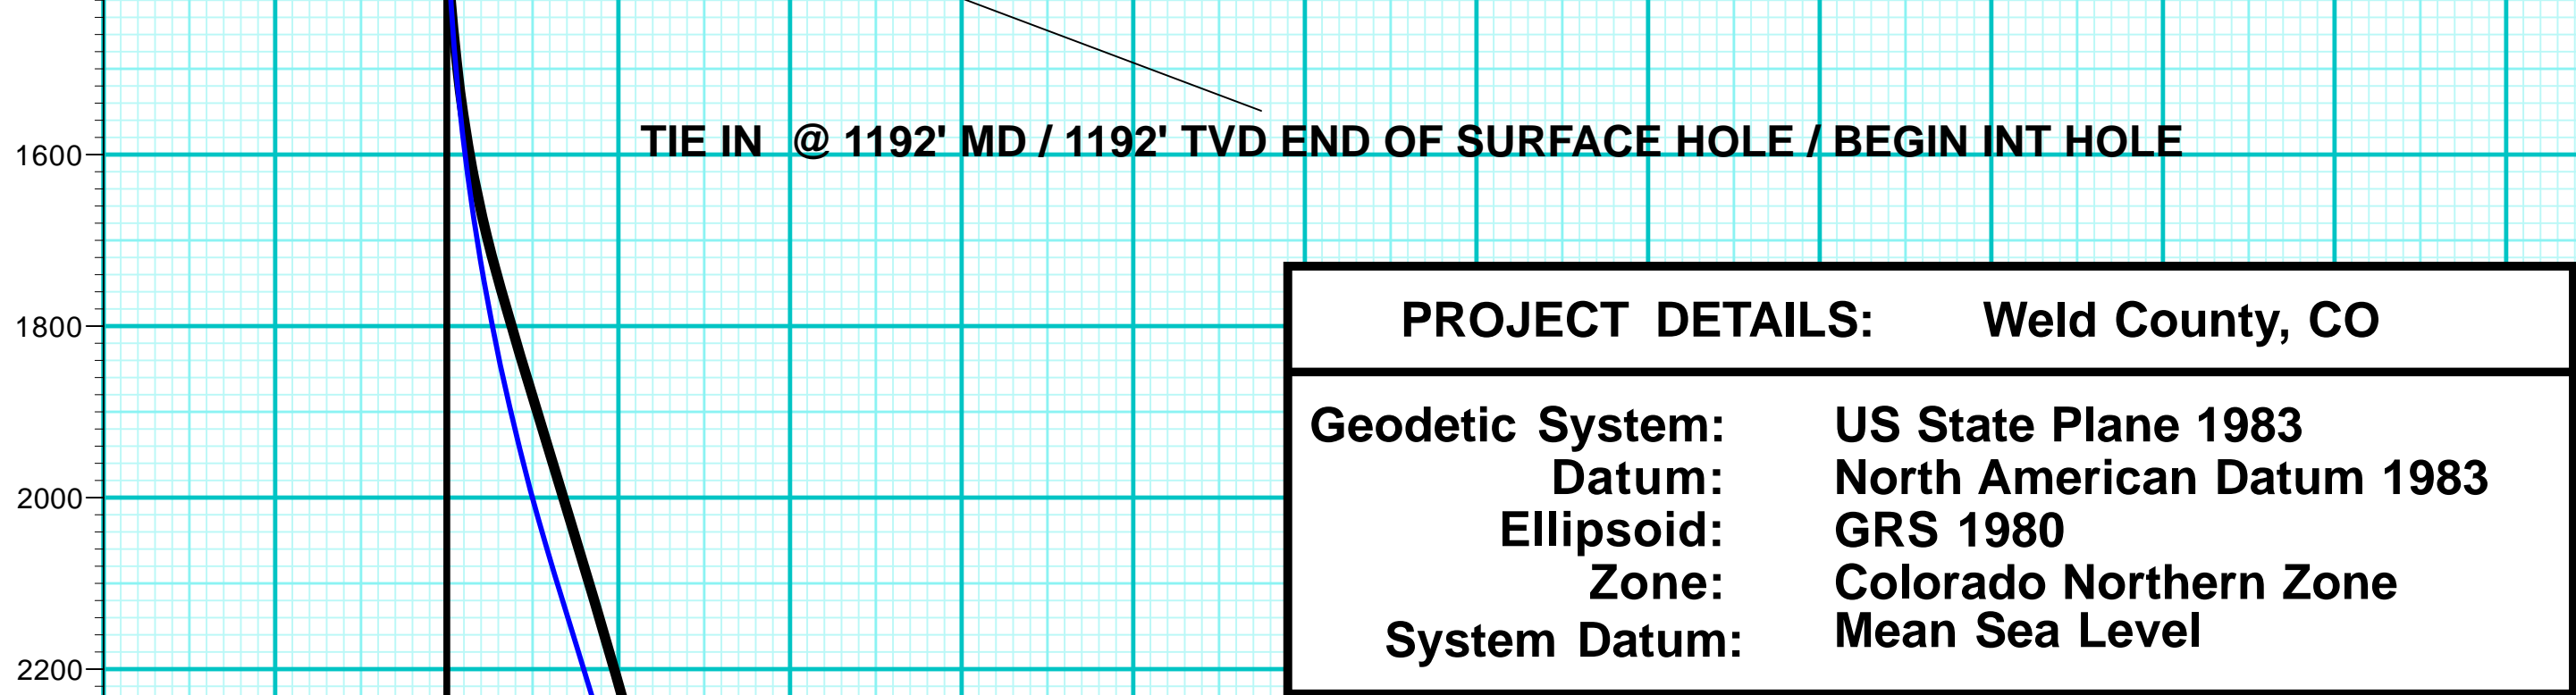 TIE IN @ 1192' MD / 1192' TVD END OF SURFACE HOLE / BEGIN INT HOLE
1600
1800
2000
2200
PROJECT DETAILS: Weld County, CO
Geodetic System: US State Plane 1983
Datum: North American Datum 1983
Ellipsoid: GRS 1980
Zone: Colorado Northern Zone
System Datum: Mean Sea Level